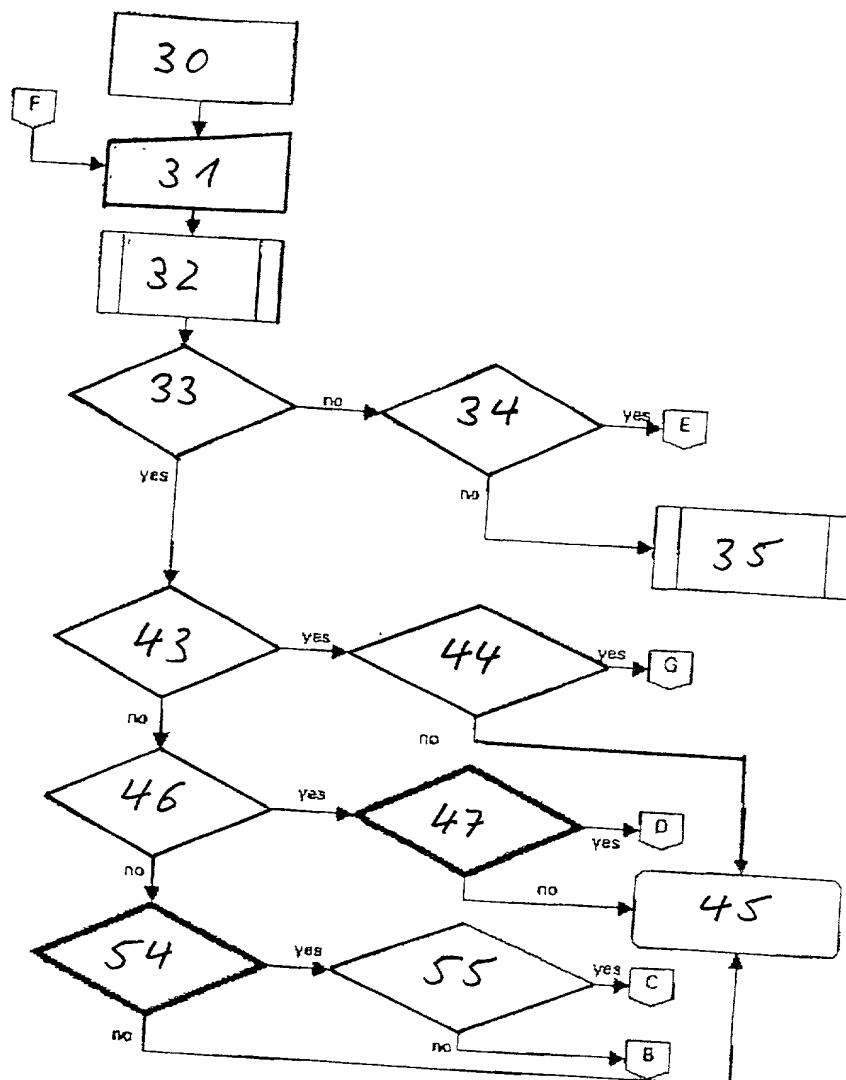 30
F
31
32
33
no
34
yes
E
yes
no
35
43
yes
44
yes
G
no
no
46
yes
47
yes
D
no
no
45
54
yes
55
yes
C
no
no
B